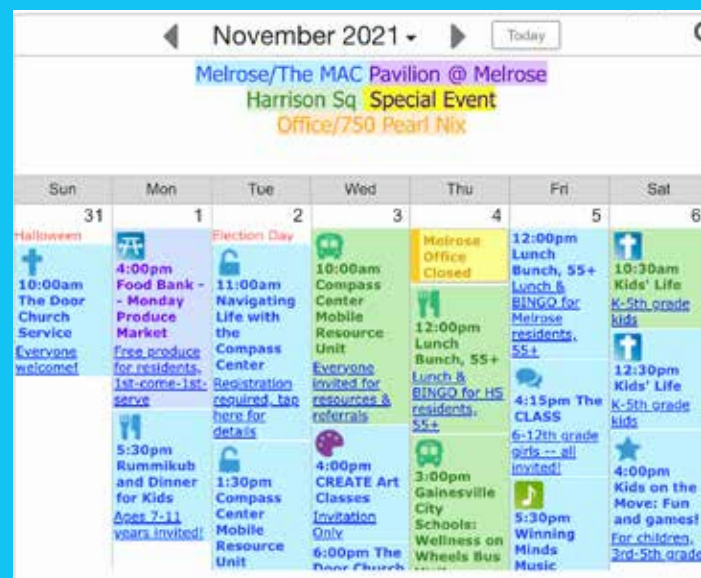 November 2021
Today
Melrose/The MAC Pavilion @ Melrose
Harrison Sq Special Event
Office/750 Pearl Nix
Sun Mon Tue Wed Thu Fri Sat
31 1 2 3 4 5 6
Halloween
10:00am
The Door
Church
Service
Everyone
welcome!
4:00pm
Food Bank -
- Monday
Produce
Market
Free produce
for residents,
1st-come-1st-
serve
5:30pm
Rummikub
and Dinner
for Kids
Ages 7-11
years invited!
Election Day
11:00am
Navigating
Life with
the
Compass
Center
Registration
required, tap
here for
details
1:30pm
Compass
Center
Mobile
Resource
Unit
10:00am
Compass
Center
Mobile
Resource
Unit
Everyone
invited for
resources &
referrals
4:00pm
CREATE Art
Classes
Invitation
Only
6:00pm The
Door Church
Melrose
Office
Closed
12:00pm
Lunch
Bunch, 55+
Lunch &
BINGO for HS
residents,
55+
3:00pm
Gainesville
City
Schools:
Wellness on
Wheels Bus
12:00pm
Lunch
Bunch, 55+
Lunch &
BINGO for
Melrose
residents,
55+
4:15pm The
CLASS
6-12th grade
girls -- all
invited!
5:30pm
Winning
Minds
Music
10:30am
Kids' Life
K-5th grade
kids
12:30pm
Kids' Life
K-5th grade
kids
4:00pm
Kids on the
Move: Fun
and games!
For children,
3rd-5th grade